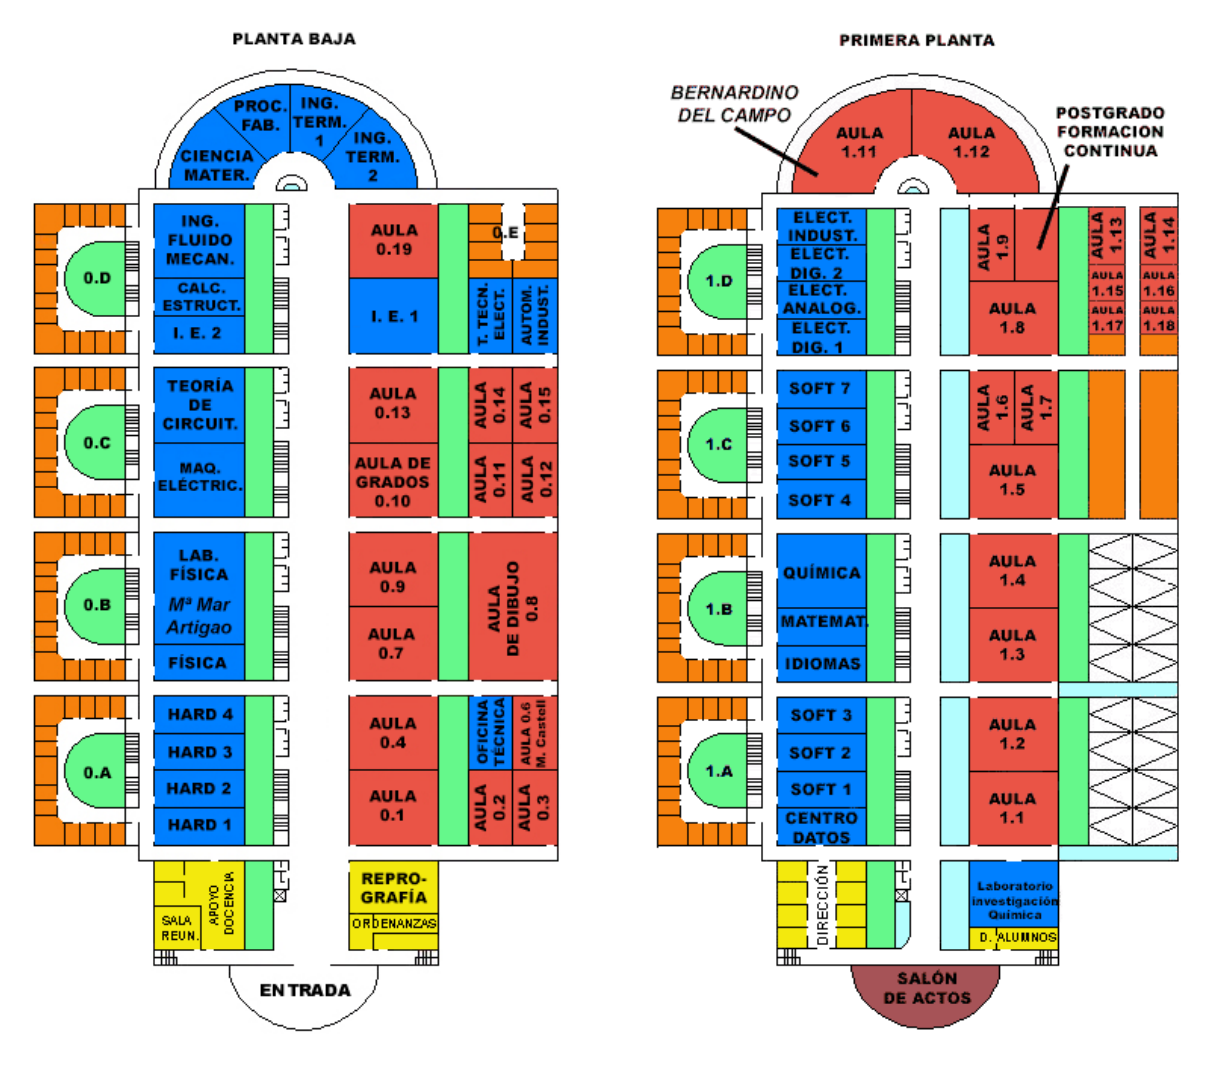 PLANTA BAJA
PROC.
FAB.
ING.
TERM.
1
CIENCIA
MATER.
ING.
TERM.
2
ING.
FLUIDO
MECAN.
CALC.
ESTRUCT.
I. E. 2
0.D
AULA
0.19
I. E. 1
0.E
T. TECN.
ELECT.
AUTOM.
INDUST.
TEORÍA
DE
CIRCUIT.
MAQ.
ELÉCTRIC.
0.C
AULA
0.13
AULA DE
GRADOS
0.10
AULA
0.14
AULA
0.15
AULA
0.11
AULA
0.12
LAB.
FÍSICA
Mª Mar
Artigao
FÍSICA
0.B
AULA
0.9
AULA
0.7
AULA
DE DIBUJO
0.8
HARD 4
HARD 3
HARD 2
HARD 1
0.A
AULA
0.4
AULA
0.1
OFICINA
TÉCNICA
AULA 0.6
M. Castell
AULA
0.2
AULA
0.3
SALA
REUN.
APOYO
DOCENCIA
REPRO-
GRAFÍA
ORDENANZAS
ENTRADA
PRIMERA PLANTA
BERNARDINO
DEL CAMPO
AULA
1.11
AULA
1.12
POSTGRADO
FORMACION
CONTINUA
ELECT.
INDUST.
ELECT.
DIG. 2
ELECT.
ANALOG.
ELECT.
DIG. 1
1.D
AULA
1.9
AULA
1.8
AULA
1.13
AULA
1.14
AULA
1.15
AULA
1.16
AULA
1.17
AULA
1.18
SOFT 7
SOFT 6
SOFT 5
SOFT 4
1.C
AULA
1.6
AULA
1.7
AULA
1.5
QUÍMICA
MATEMAT.
IDIOMAS
1.B
AULA
1.4
AULA
1.3
SOFT 3
SOFT 2
SOFT 1
CENTRO
DATOS
1.A
AULA
1.2
AULA
1.1
DIRECCIÓN
Laboratorio
investigación
Química
D. ALUMNOS
SALÓN
DE ACTOS